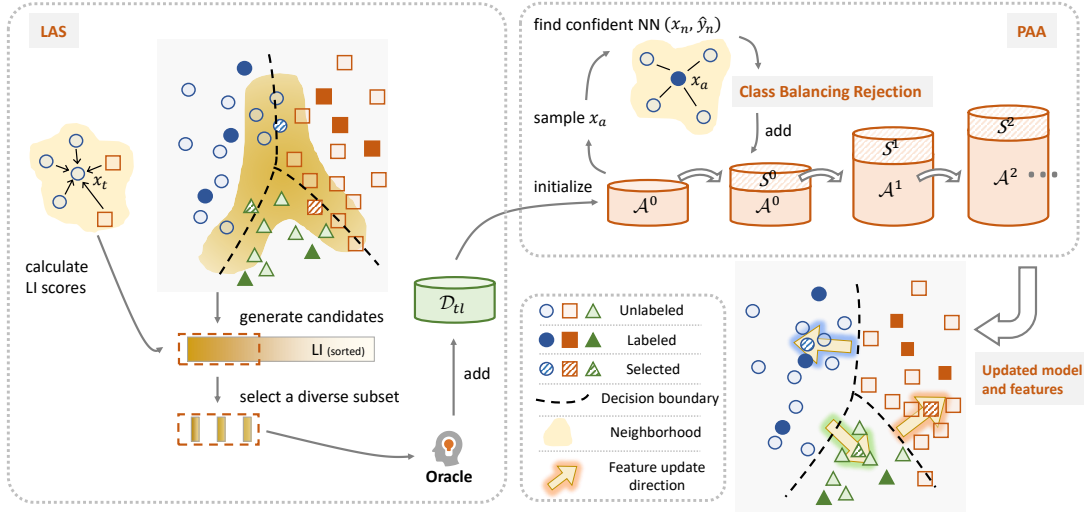 LAS
x_t
calculate
LI scores
generate candidates
LI (sorted)
select a diverse subset
Oracle
add
𝒟_{tl}
PAA
find confident NN (x_n, ŷ_n)
x_a
sample x_a
Class Balancing Rejection
add
initialize
𝒜^0
S^0
𝒜^0
S^1
𝒜^1
S^2
𝒜^2
Unlabeled
Labeled
Selected
Decision boundary
Neighborhood
Feature update
direction
Updated model
and features